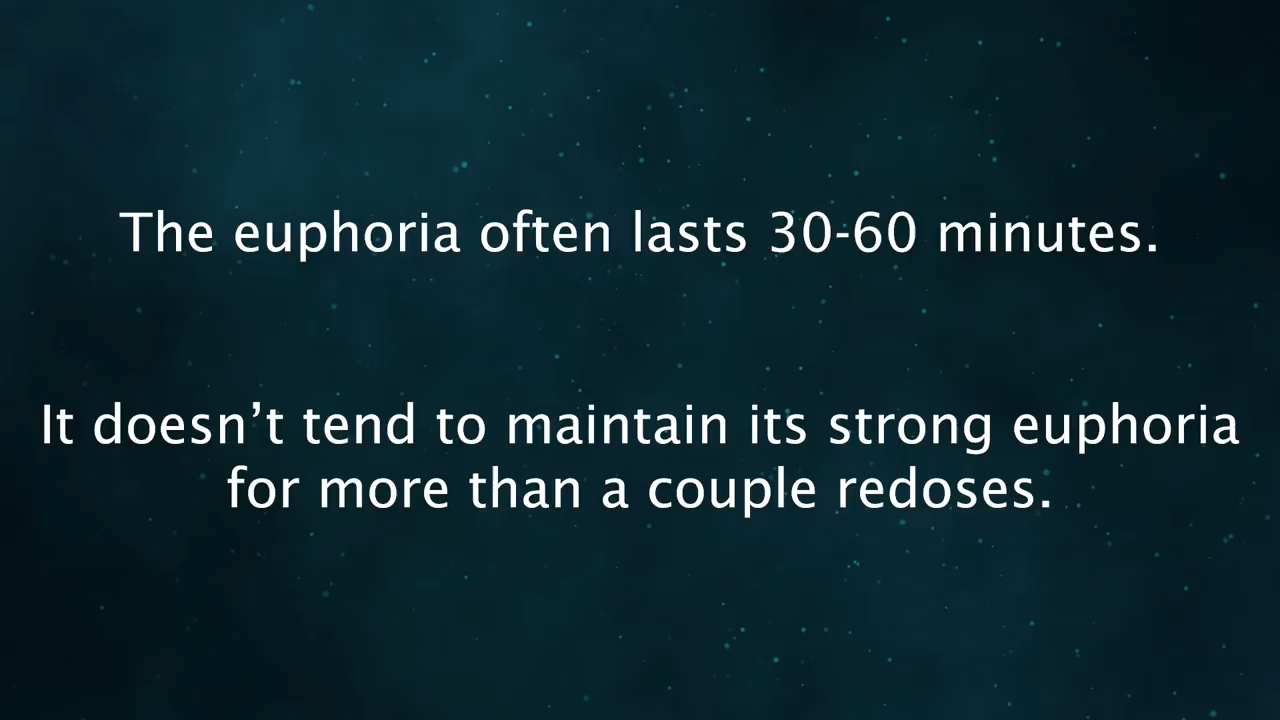 The euphoria often lasts 30-60 minutes.
It doesn’t tend to maintain its strong euphoria
for more than a couple redoses.